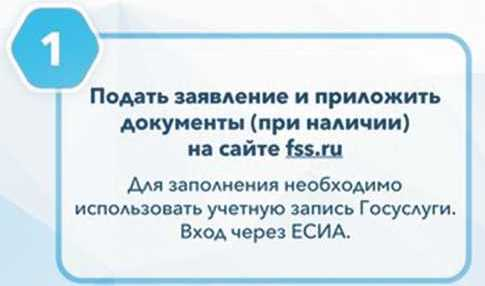 1
Подать заявление и приложить
документы (при наличии)
на сайте fss.ru
Для заполнения необходимо
использовать учетную запись Госуслуги.
Вход через ЕСИА.